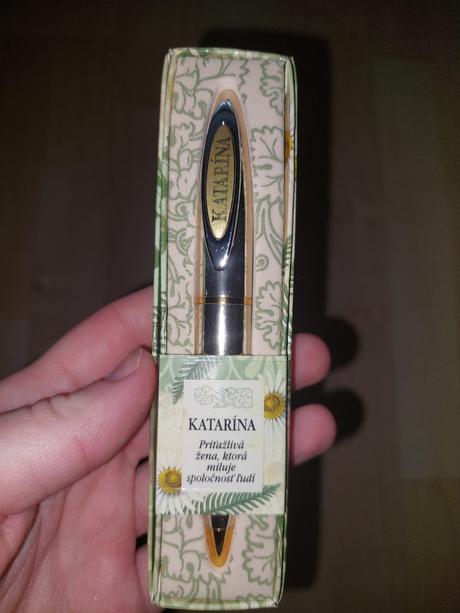 KATARÍNA
KATARÍNA
Príťažlivá
žena, ktorá
miluje
spoločnosť ľudí